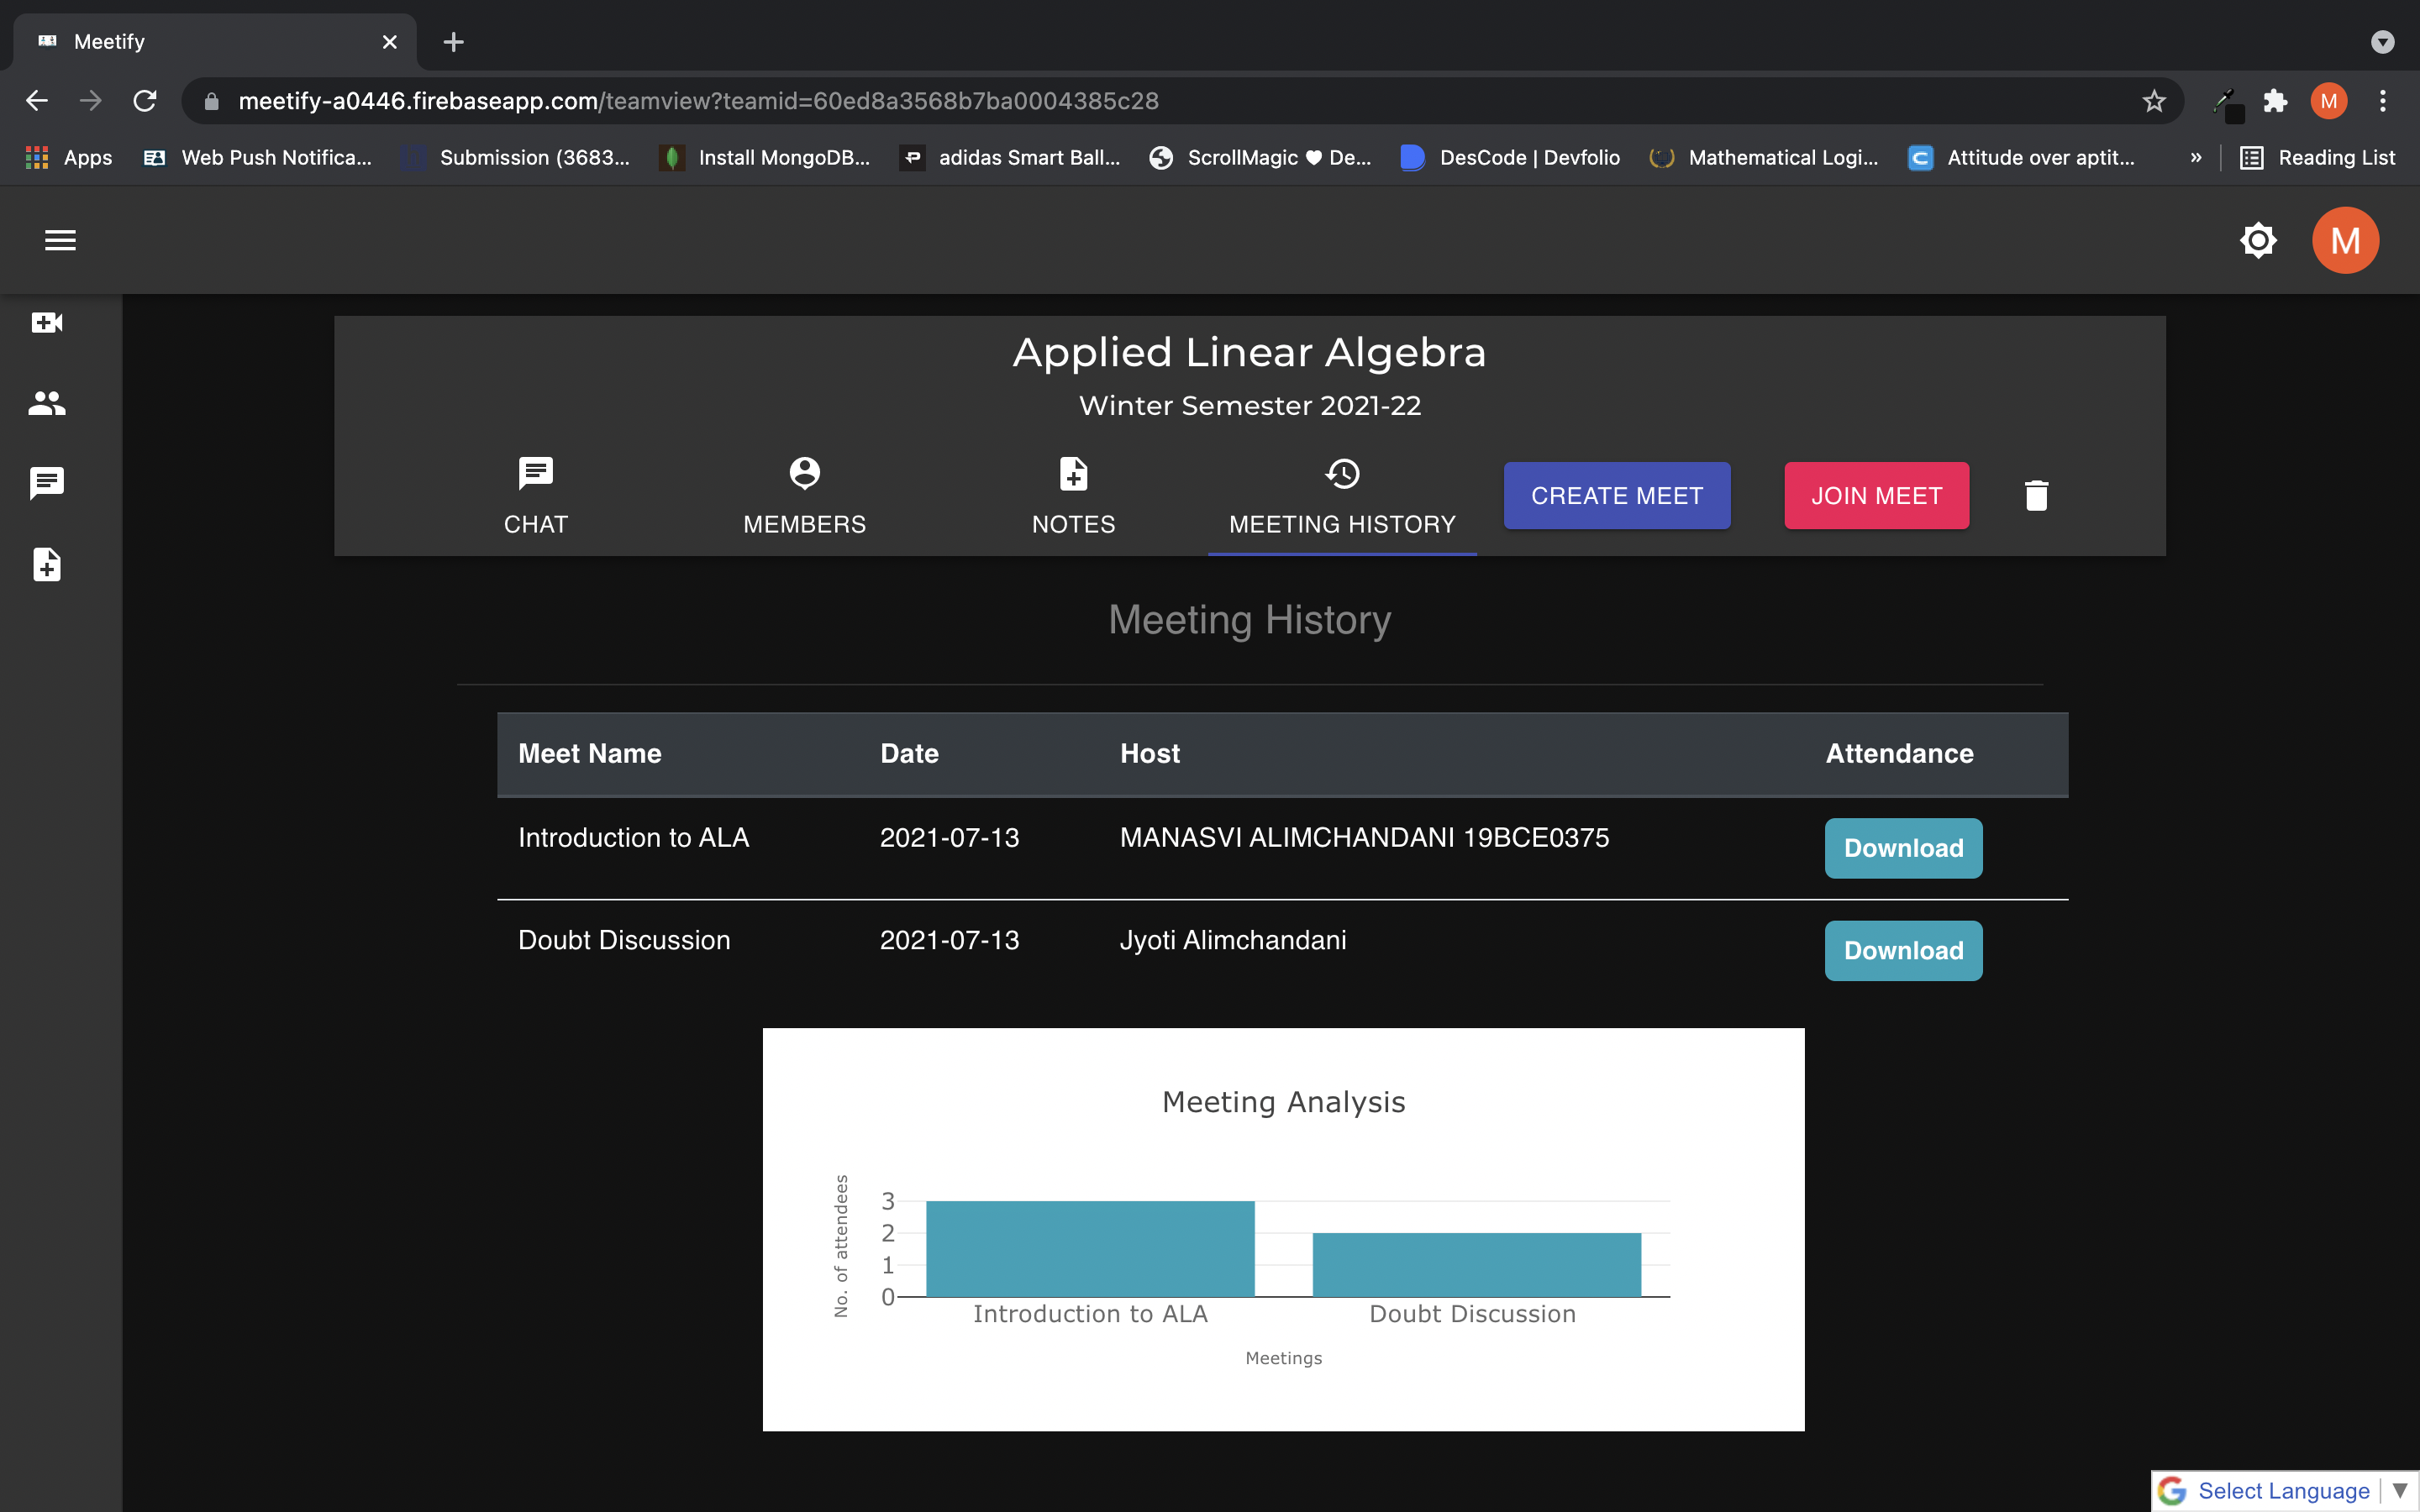 Meetify
meetify-a0446.firebaseapp.com/teamview?teamid=60ed8a3568b7ba0004385c28
M
Apps Web Push Notifica... Submission (3683... Install MongoDB... adidas Smart Ball... ScrollMagic ♥ De... DesCode | Devfolio Mathematical Logi... Attitude over aptit... » Reading List
M
Applied Linear Algebra
Winter Semester 2021-22
CHAT MEMBERS NOTES MEETING HISTORY CREATE MEET JOIN MEET
Meeting History
Meet Name Date Host Attendance
Introduction to ALA 2021-07-13 MANASVI ALIMCHANDANI 19BCE0375 Download
Doubt Discussion 2021-07-13 Jyoti Alimchandani Download
Meeting Analysis
No. of attendees
3
2
1
0
Introduction to ALA Doubt Discussion
Meetings
Select Language ▼